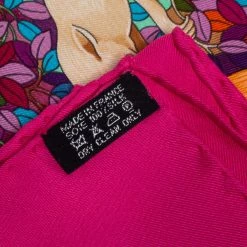 MADE IN FRANCE
SOIE 100% SILK
DRY CLEAN ONLY